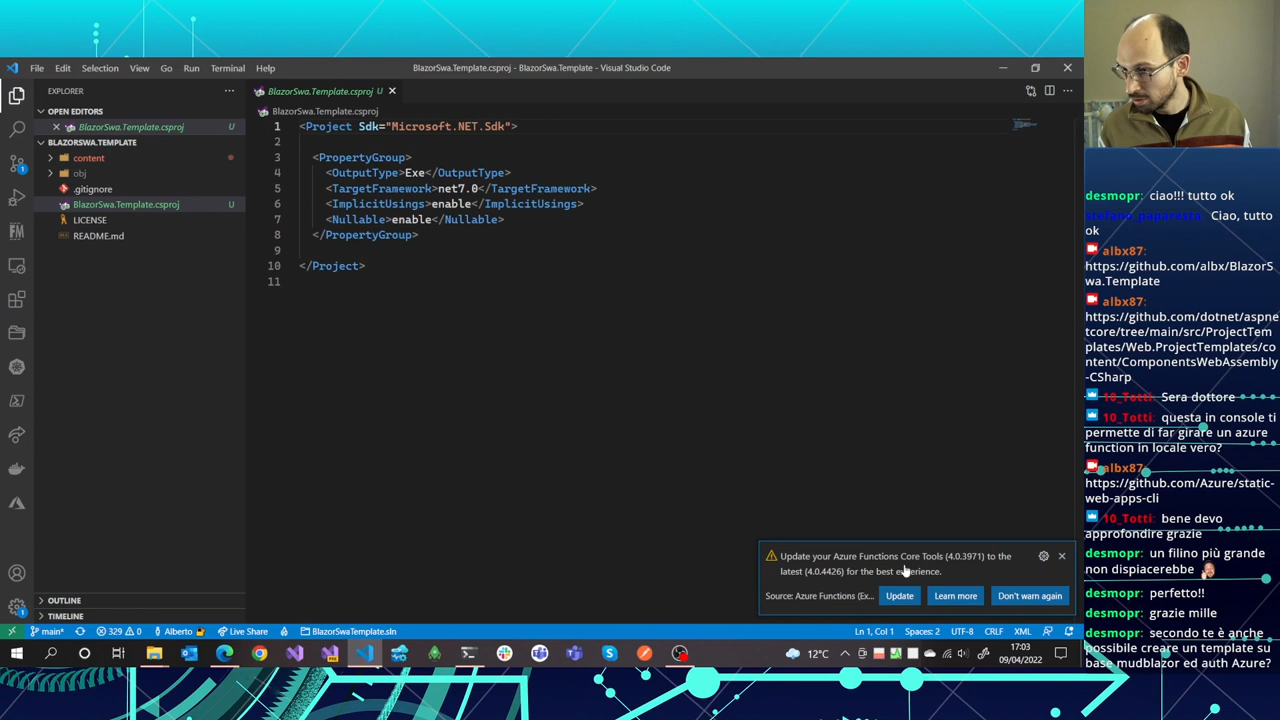 File Edit Selection View Go Run Terminal Help
BlazorSwa.Template.csproj - BlazorSwa.Template - Visual Studio Code
EXPLORER
OPEN EDITORS
BlazorSwa.Template.csproj U
BLAZORSWA.TEMPLATE
content
obj
.gitignore
BlazorSwa.Template.csproj U
LICENSE
README.md
OUTLINE
TIMELINE
BlazorSwa.Template.csproj U
BlazorSwa.Template.csproj
1 <Project Sdk="Microsoft.NET.Sdk">
2
3 <PropertyGroup>
4 <OutputType>Exe</OutputType>
5 <TargetFramework>net7.0</TargetFramework>
6 <ImplicitUsings>enable</ImplicitUsings>
7 <Nullable>enable</Nullable>
8 </PropertyGroup>
9
10 </Project>
11
Update your Azure Functions Core Tools (4.0.3971) to the
latest (4.0.4426) for the best experience.
Source: Azure Functions (Ex... Update Learn more Don't warn again
main* 329 0 Alberto Live Share BlazorSwaTemplate.sln Ln 1, Col 1 Spaces: 2 UTF-8 CRLF XML
12°C
17:03
09/04/2022
desmopr: ciao!!! tutto ok
stefano_paparesta Ciao, tutto
ok
albx87:
https://github.com/albx/BlazorS
wa.Template
albx87:
https://github.com/dotnet/aspn
etcore/tree/main/src/ProjectTem
plates/Web.ProjectTemplates/co
ntent/ComponentsWebAssembly
-CSharp
10_Totti: Sera dottore
10_Totti: questa in console ti
permette di far girare un azure
function in locale vero?
albx87:
https://github.com/Azure/static-
web-apps-cli
10_Totti: bene devo
approfondire grazie
desmopr: un filino più grande
non dispiacerebbe
desmopr: perfetto!!
desmopr: grazie mille
desmopr: secondo te è anche
possibile creare un template su
base mudblazor ed auth Azure?